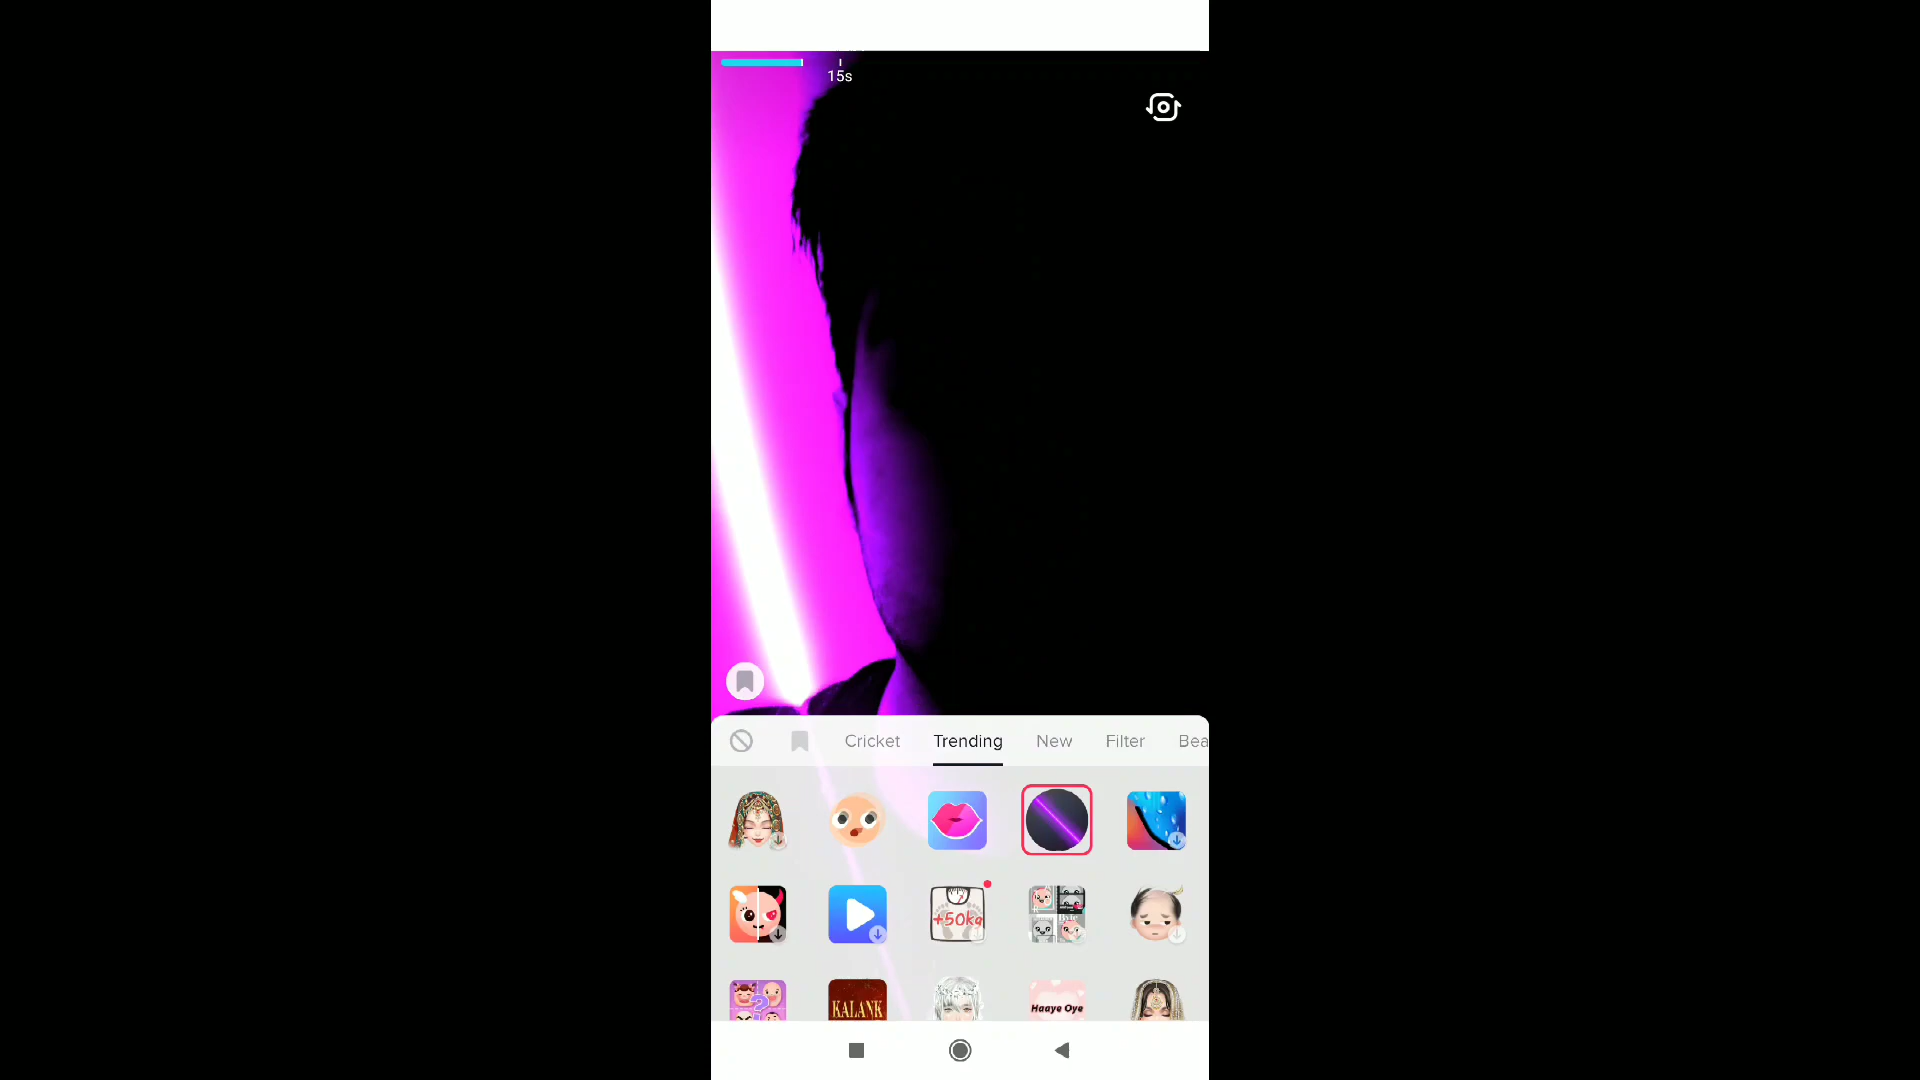 15s
Cricket Trending New Filter Bea
+50kg
KALANK
Haaye Oye